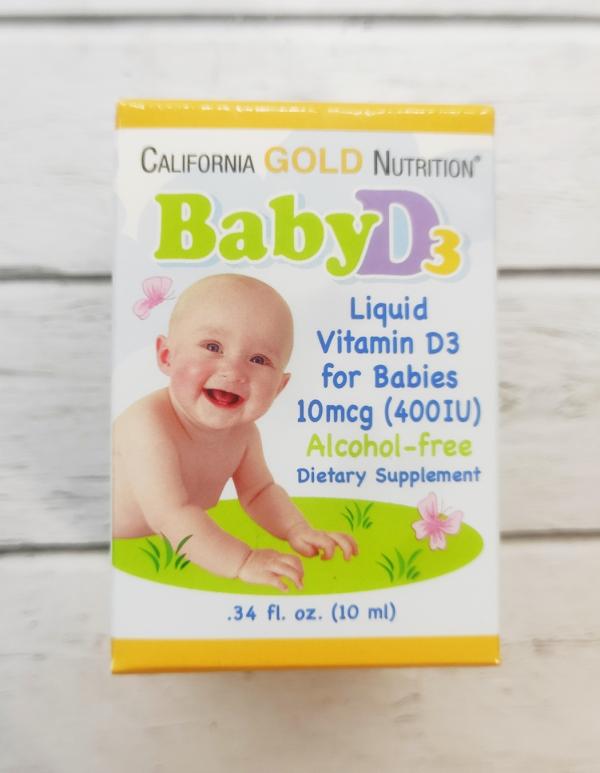 CALIFORNIA GOLD NUTRITION®
BabyD3
Liquid
Vitamin D3
for Babies
10mcg (400IU)
Alcohol-free
Dietary Supplement
.34 fl. oz. (10 ml)